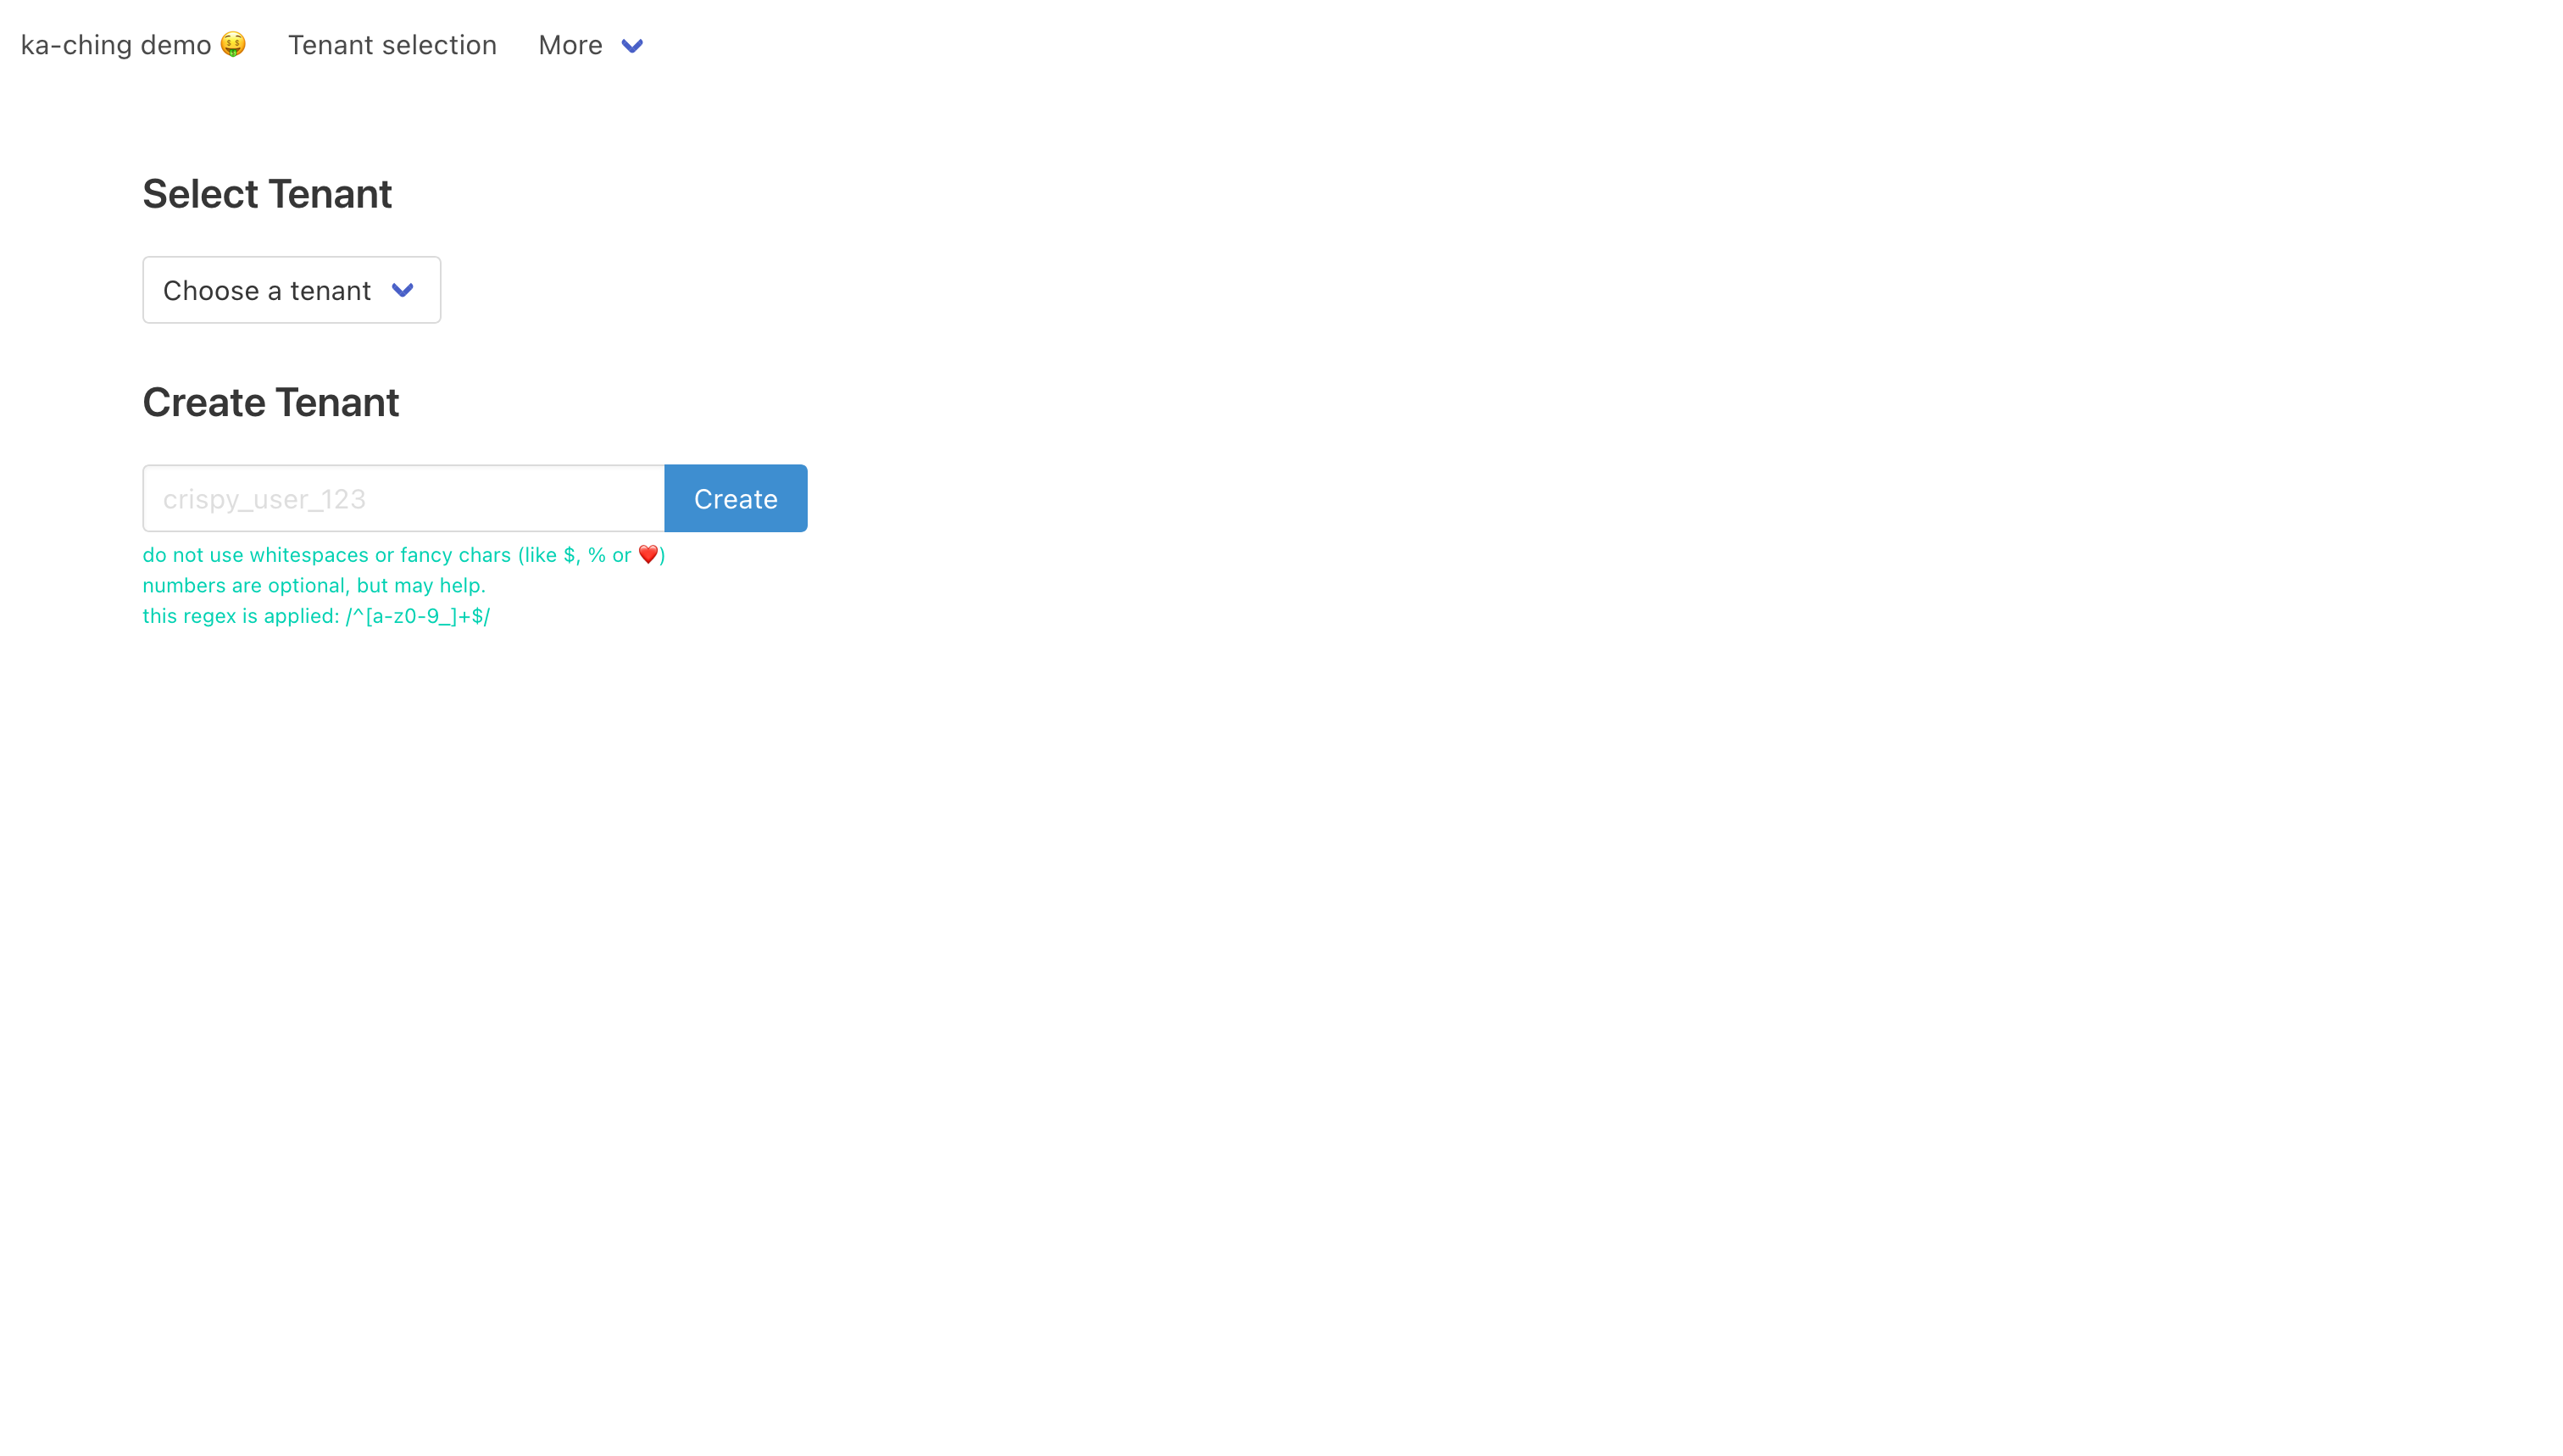 ka-ching demo 🤑 Tenant selection More
Select Tenant
Choose a tenant
Create Tenant
crispy_user_123 Create
do not use whitespaces or fancy chars (like $, % or ❤️)
numbers are optional, but may help.
this regex is applied: /^[a-z0-9_]+$/